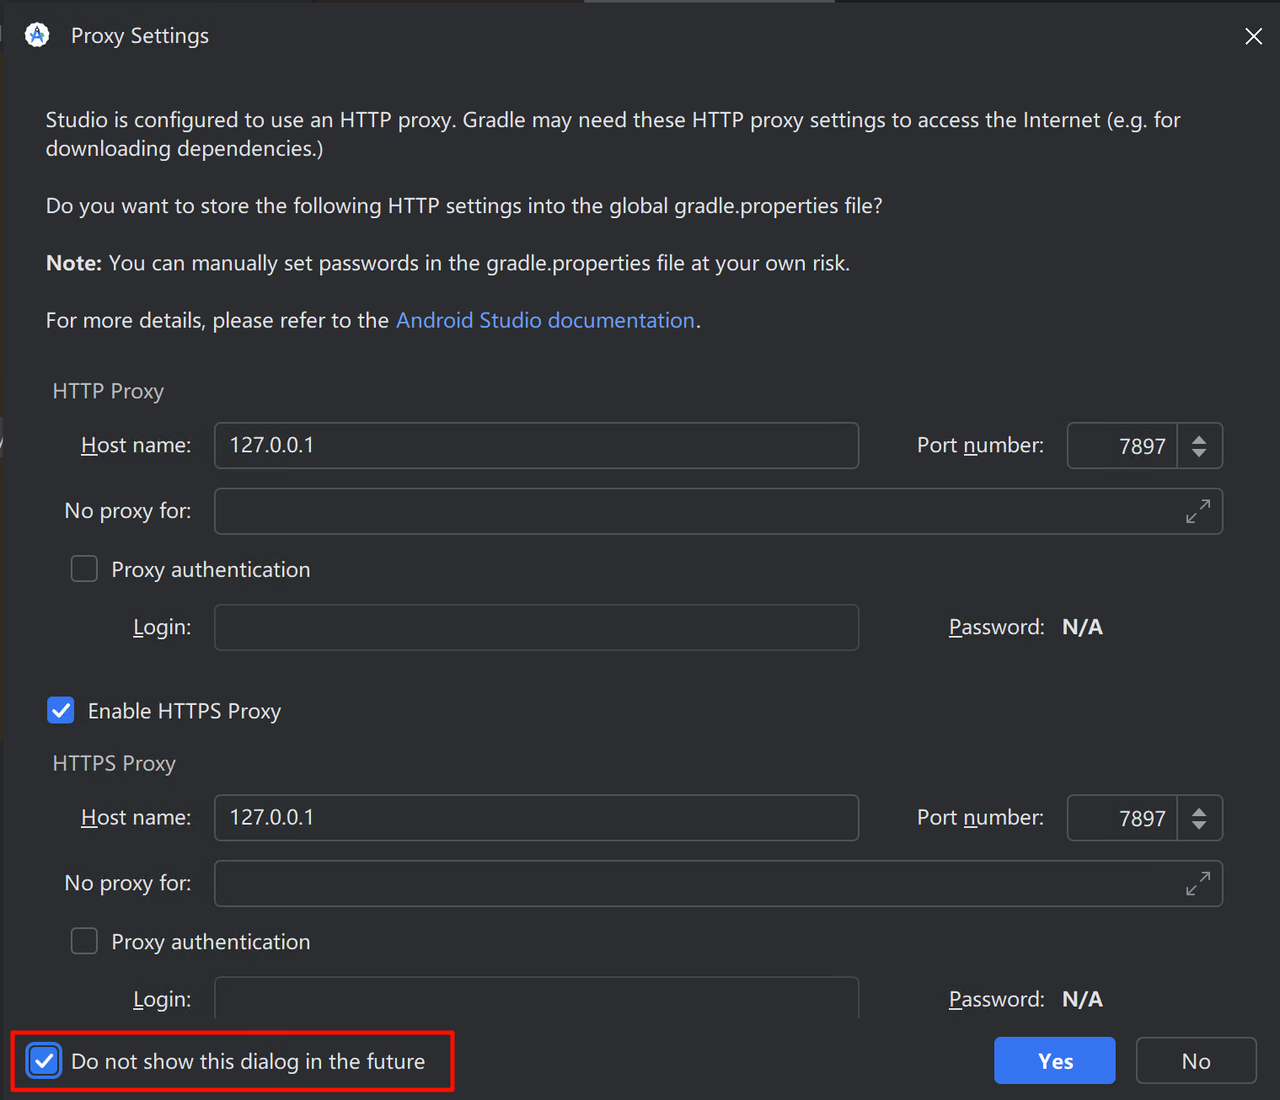 Proxy Settings
Studio is configured to use an HTTP proxy. Gradle may need these HTTP proxy settings to access the Internet (e.g. for
downloading dependencies.)
Do you want to store the following HTTP settings into the global gradle.properties file?
Note: You can manually set passwords in the gradle.properties file at your own risk.
For more details, please refer to the Android Studio documentation.
HTTP Proxy
Host name: 127.0.0.1 Port number: 7897
No proxy for:
Proxy authentication
Login: Password: N/A
Enable HTTPS Proxy
HTTPS Proxy
Host name: 127.0.0.1 Port number: 7897
No proxy for:
Proxy authentication
Login: Password: N/A
Do not show this dialog in the future Yes No